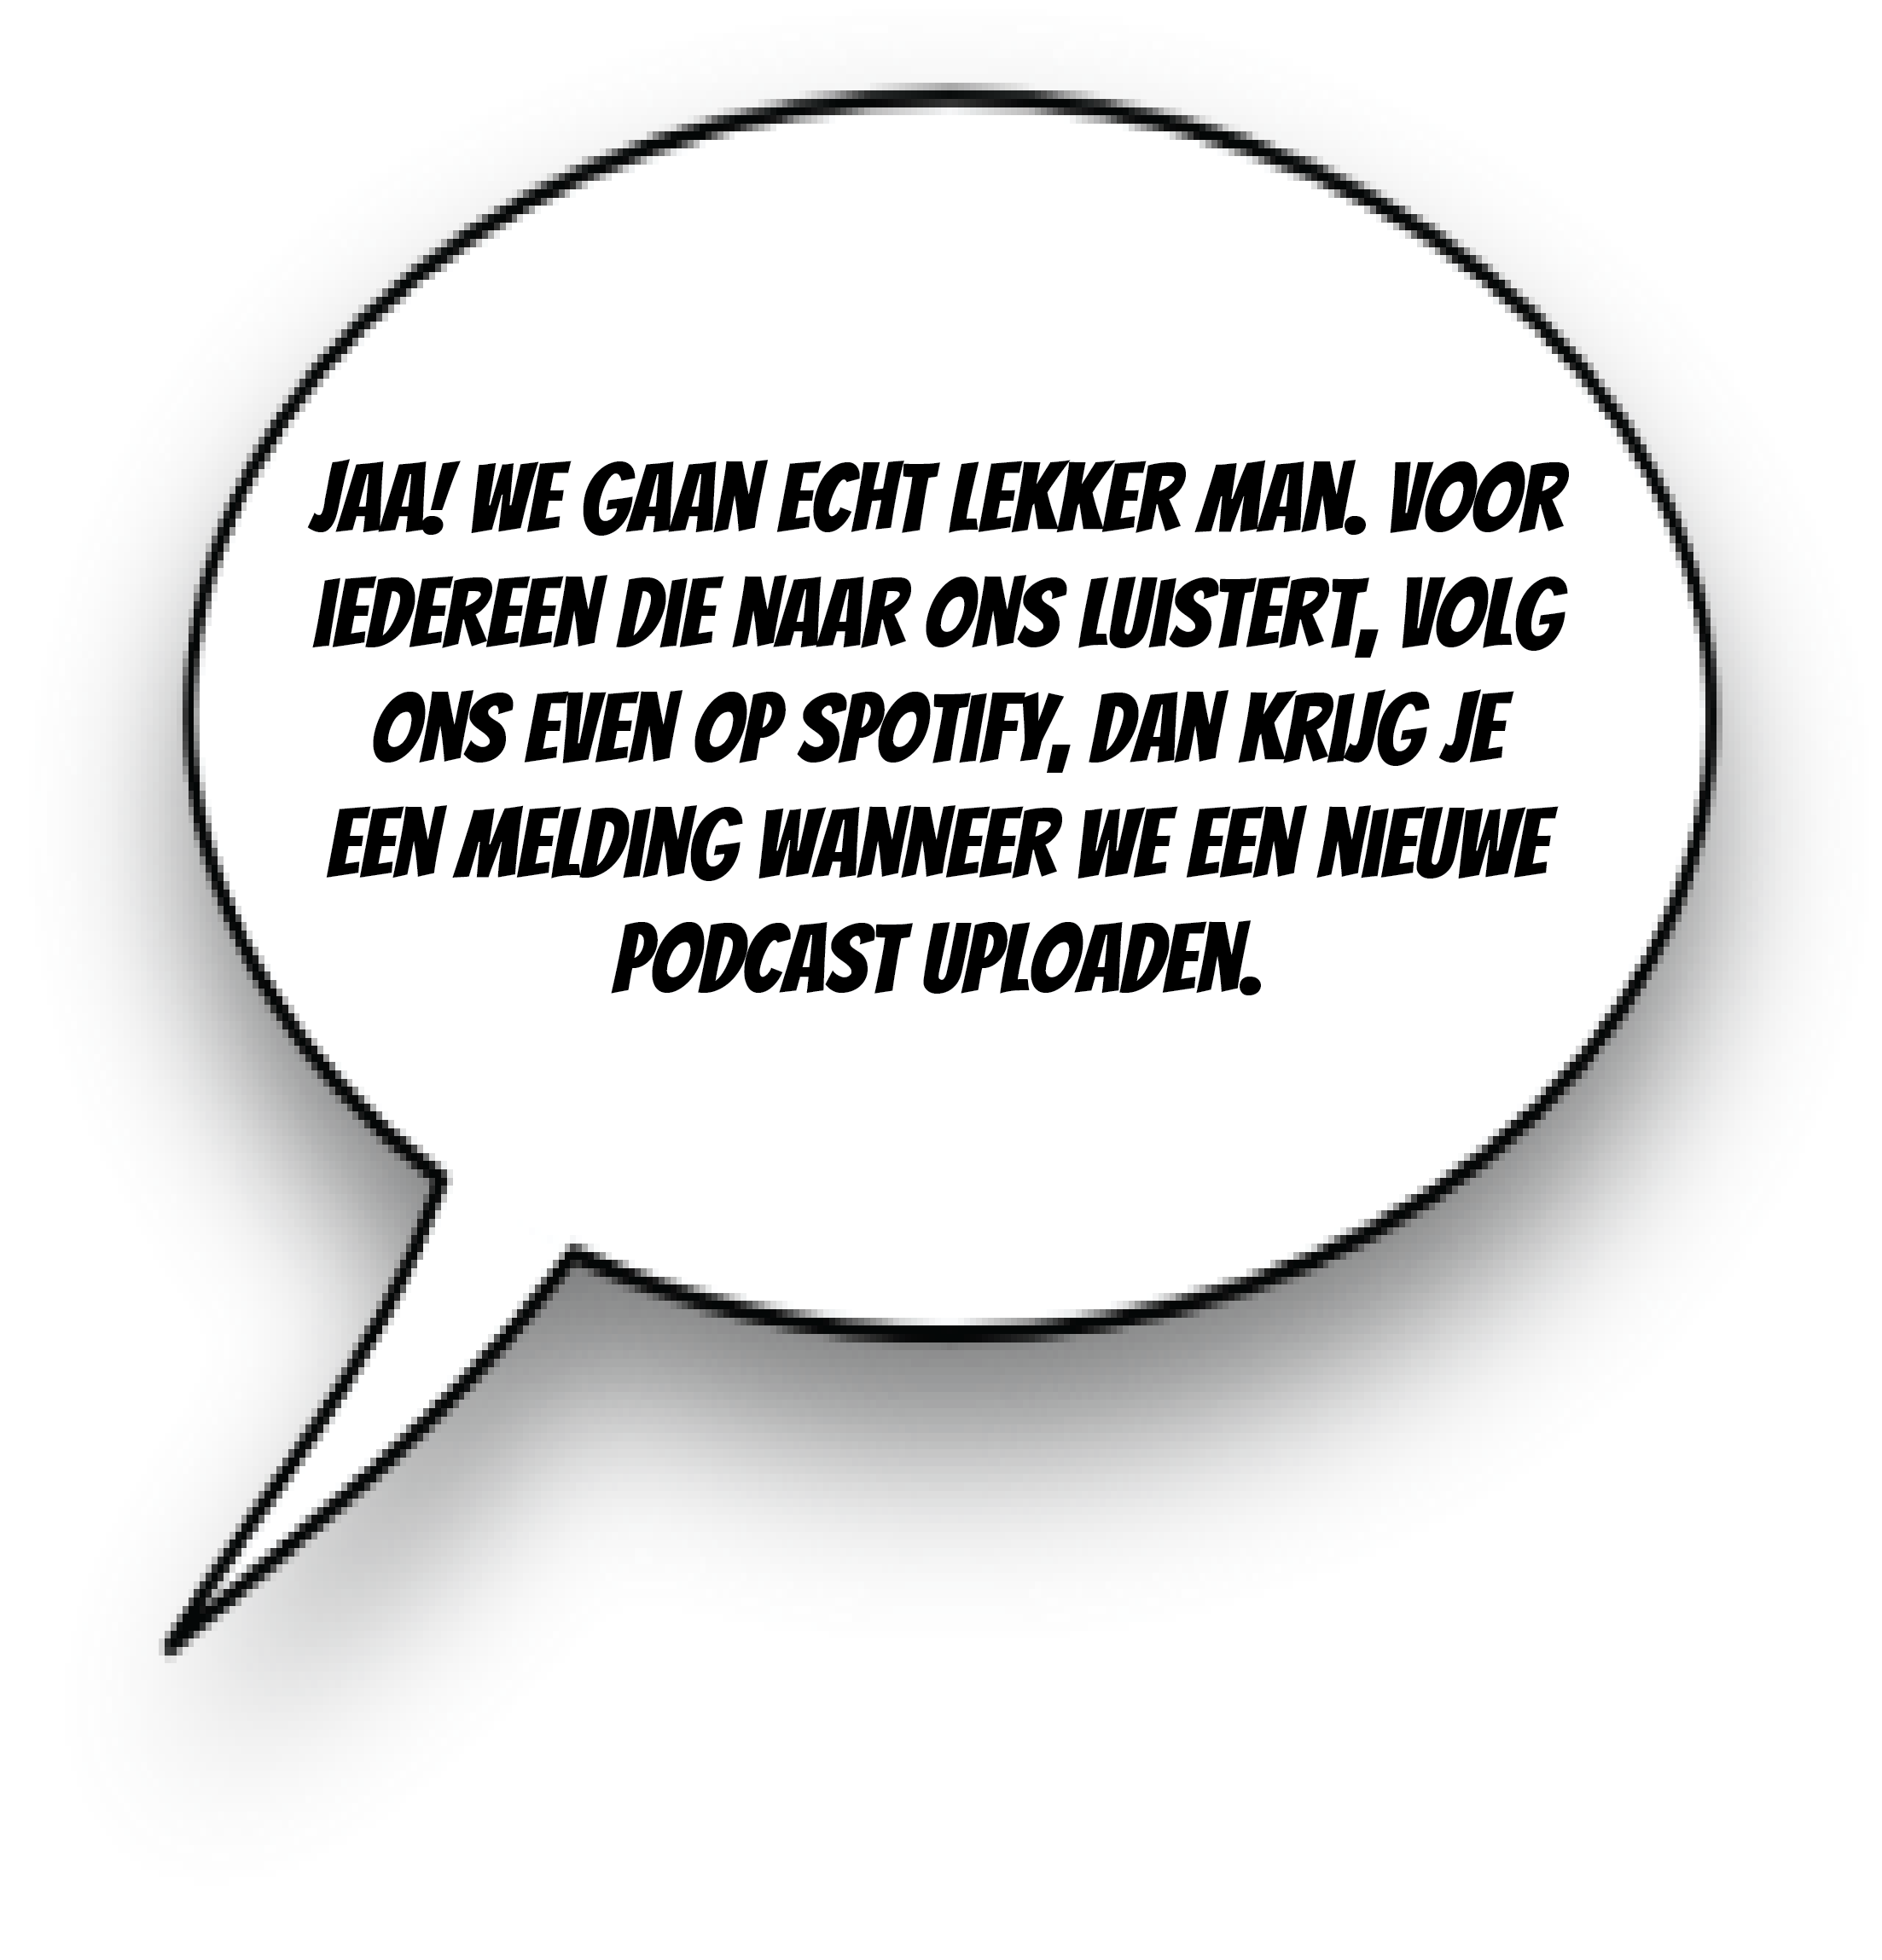 JAA! WE GAAN ECHT LEKKER MAN. VOOR
IEDEREEN DIE NAAR ONS LUISTERT, VOLG
ONS EVEN OP SPOTIFY, DAN KRIJG JE
EEN MELDING WANNEER WE EEN NIEUWE
PODCAST UPLOADEN.